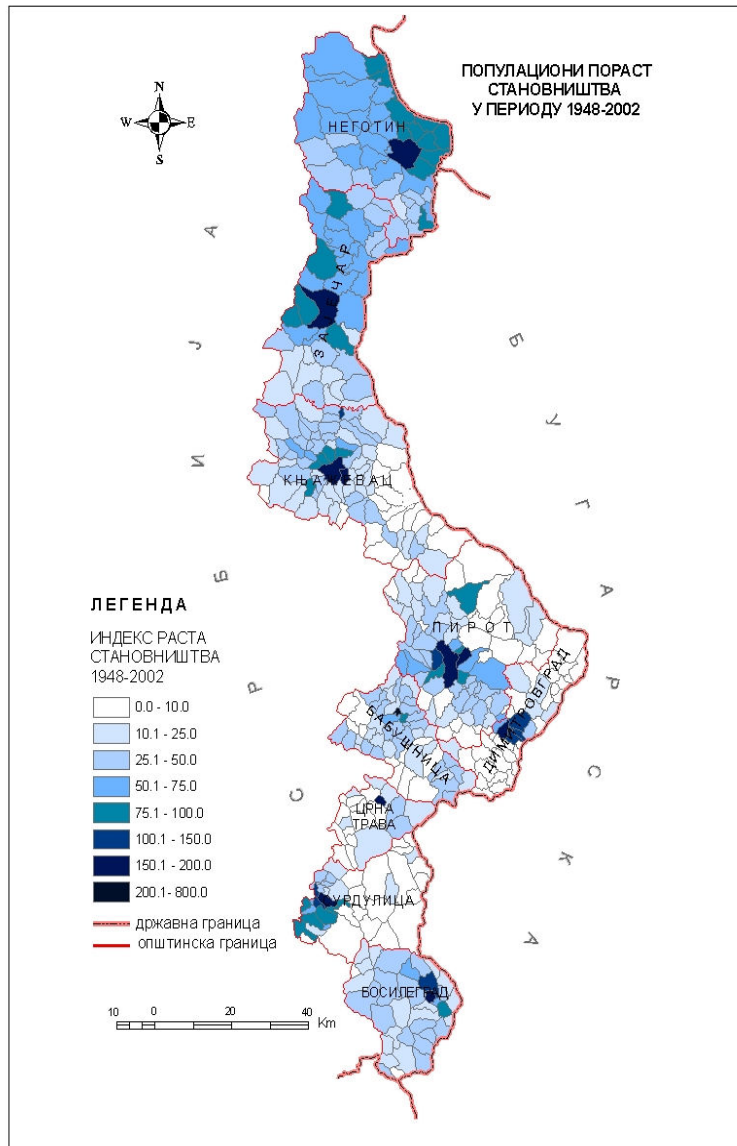 ПОПУЛАЦИОНИ ПОРАСТ
СТАНОВНИШТВА
У ПЕРИОДУ 1948-2002
N
W E
S
НЕГОТИН
ЗАЈЕЧАР
КЊАЖЕВАЦ
ПИРОТ
ДИМИТРОВГРАД
БАБУШНИЦА
ЦРНА
ТРАВА
УРДУЛИЦА
БОСИЛЕГРАД
СРБИЈА
БУГАРСКА
ЛЕГЕНДА
ИНДЕКС РАСТА
СТАНОВНИШТВА
1948-2002
0.0 - 10.0
10.1 - 25.0
25.1 - 50.0
50.1 - 75.0
75.1 - 100.0
100.1 - 150.0
150.1 - 200.0
200.1- 800.0
државна граница
општинска граница
10 0 20 40
Km